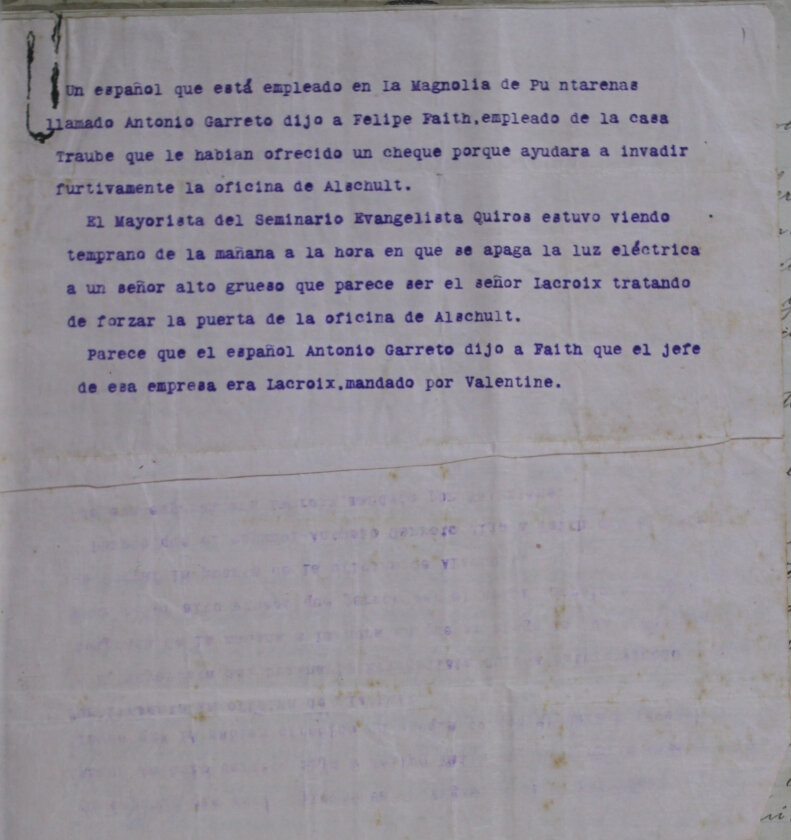 Un español que está empleado en La Magnolia de Pu ntarenas
llamado Antonio Garreto dijo a Felipe Faith,empleado de la casa
Traube que le habian ofrecido un cheque porque ayudara a invadir
furtivamente la oficina de Alschult.
El Mayorista del Seminario Evangelista Quiros estuvo viendo
temprano de la mañana a la hora en que se apaga la luz eléctrica
a un señor alto grueso que parece ser el señor Lacroix tratando
de forzar la puerta de la oficina de Alschult.
Parece que el español Antonio Garreto dijo a Faith que el jefe
de esa empresa era Lacroix,mandado por Valentine.